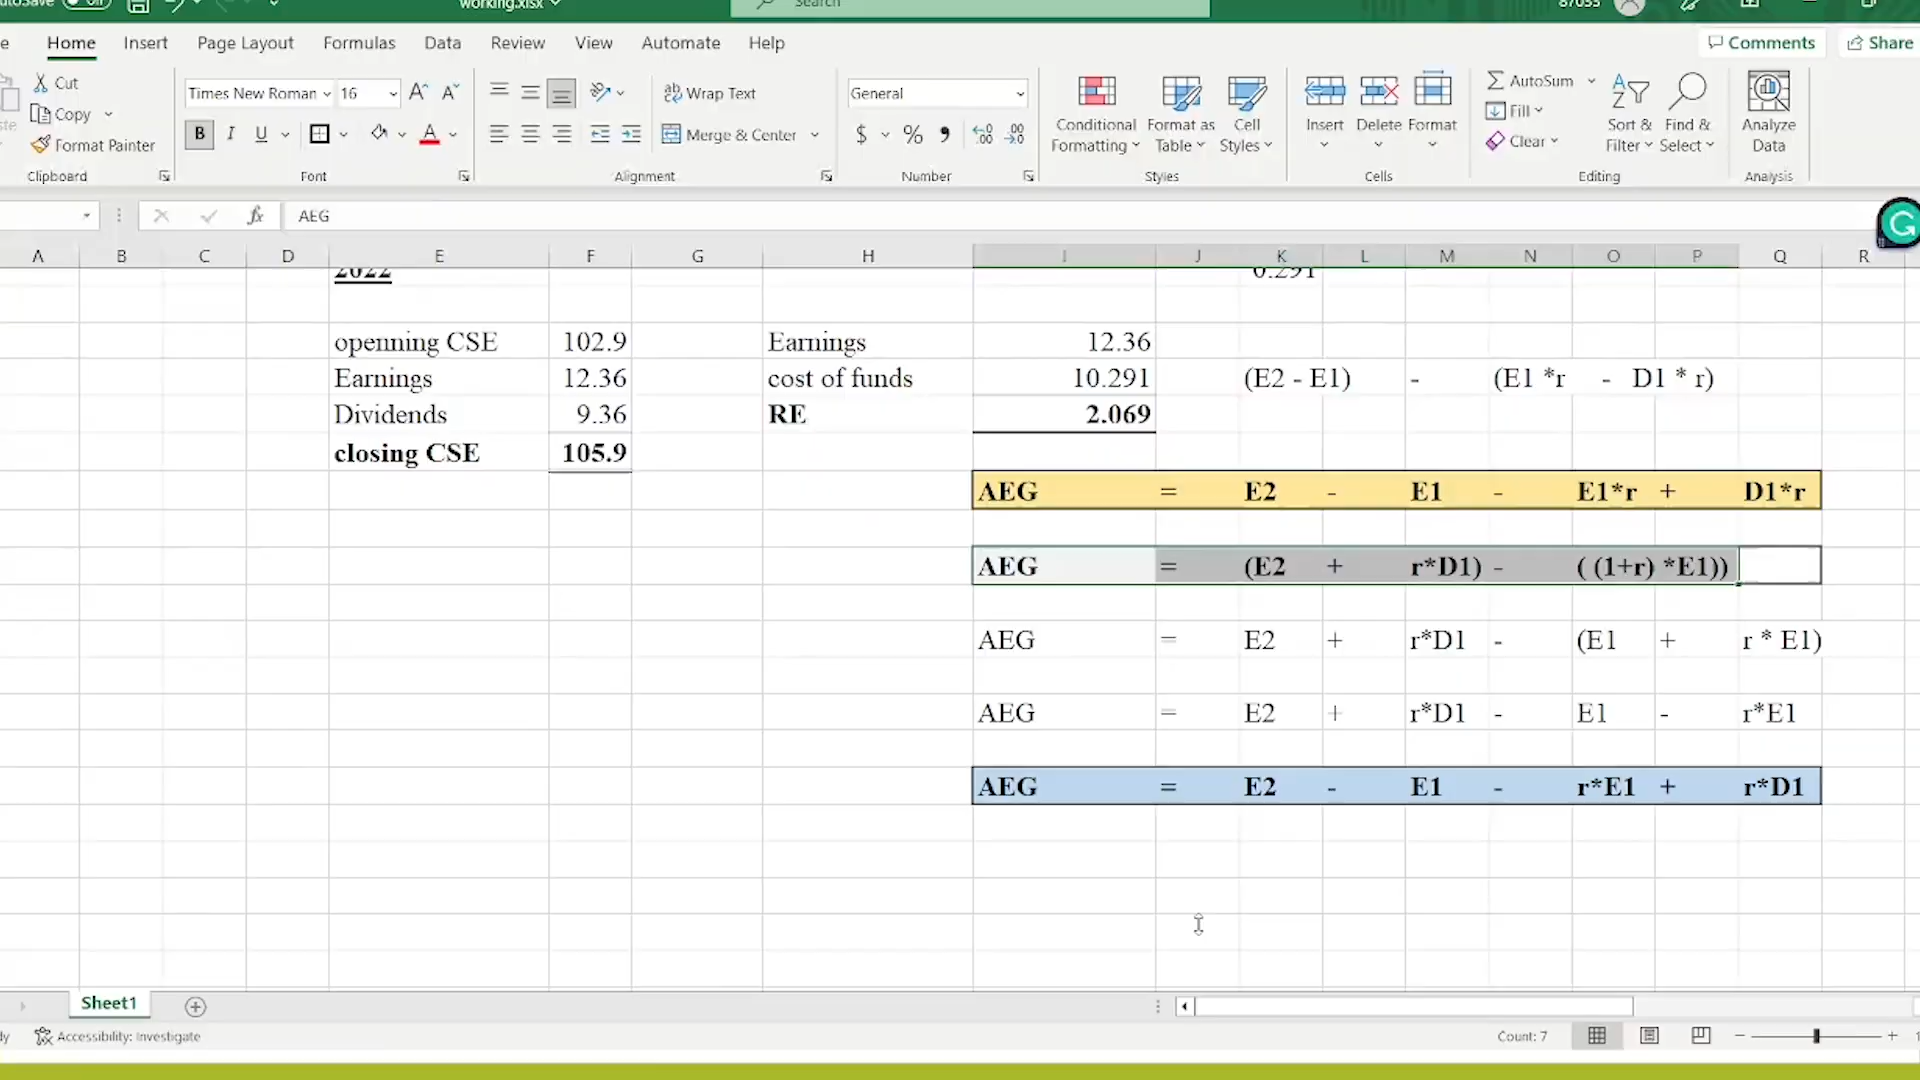 working.xlsx
Search
87033
Home Insert Page Layout Formulas Data Review View Automate Help
Comments Share
Cut
Copy
Format Painter
Clipboard
Times New Roman 16
B I U
Font
Wrap Text
Merge & Center
Alignment
General
$ % 9
Number
Conditional Formatting
Format as Table
Cell Styles
Styles
Insert Delete Format
Cells
AutoSum
Fill
Clear
Sort & Filter
Find & Select
Editing
Analyze Data
Analysis
fx AEG
A B C D E F G H I J K L M N O P Q R
2022 0.291
openning CSE 102.9 Earnings 12.36
Earnings 12.36 cost of funds 10.291 (E2 - E1) - (E1 *r - D1 * r)
Dividends 9.36 RE 2.069
closing CSE 105.9
AEG = E2 - E1 - E1*r + D1*r
AEG = (E2 + r*D1) - ( (1+r) *E1))
AEG = E2 + r*D1 - (E1 + r * E1)
AEG = E2 + r*D1 - E1 - r*E1
AEG = E2 - E1 - r*E1 + r*D1
Sheet1
Accessibility: Investigate
Count: 7